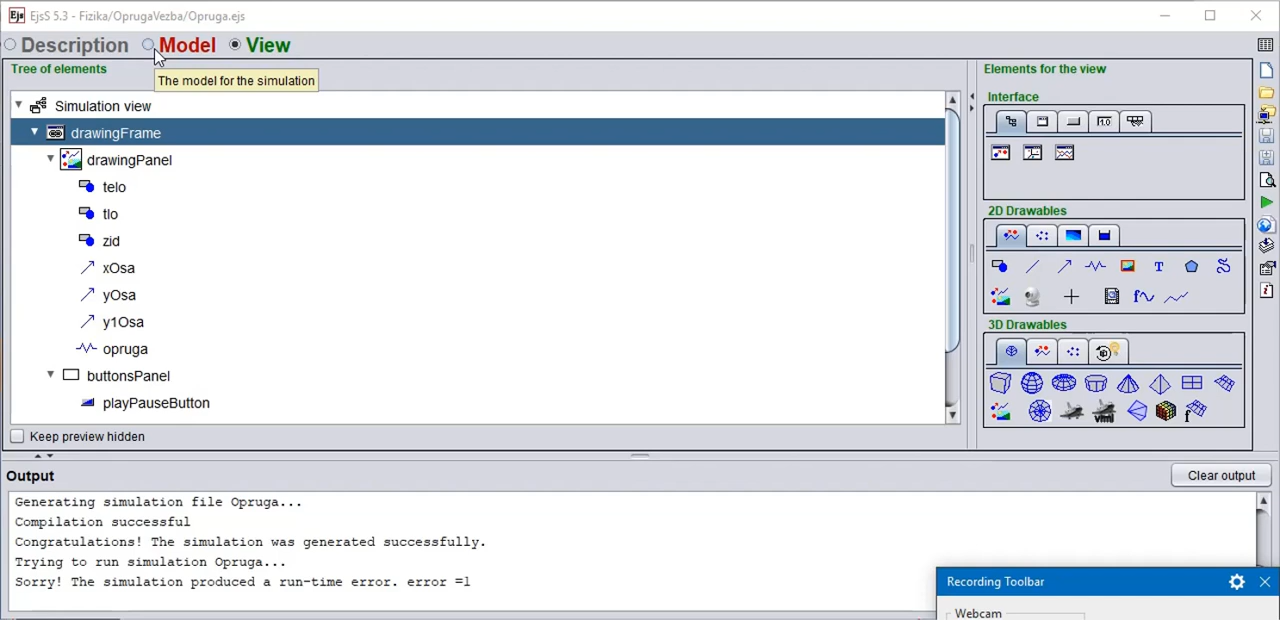 EjsS 5.3 - Fizika/OprugaVezba/Opruga.ejs
Description Model View
The model for the simulation
Tree of elements
Simulation view
drawingFrame
drawingPanel
telo
tlo
zid
xOsa
yOsa
y1Osa
opruga
buttonsPanel
playPauseButton
Keep preview hidden
Elements for the view
Interface
2D Drawables
3D Drawables
Output
Clear output
Generating simulation file Opruga...
Compilation successful
Congratulations! The simulation was generated successfully.
Trying to run simulation Opruga...
Sorry! The simulation produced a run-time error. error =1
Recording Toolbar
Webcam